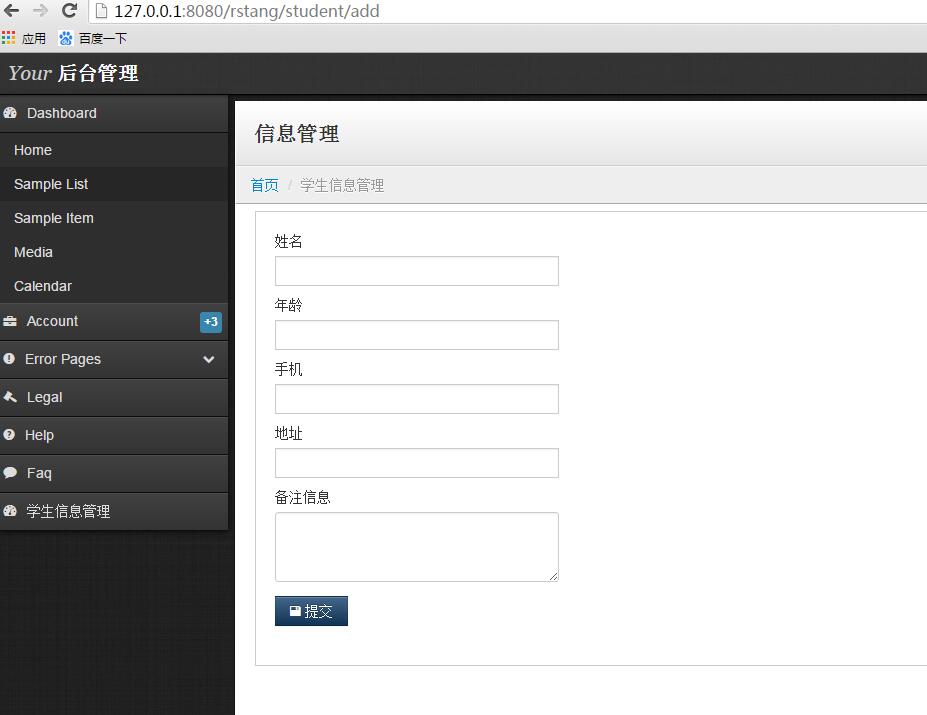 127.0.0.1:8080/rstang/student/add
应用 百度一下
Your 后台管理
Dashboard
Home
Sample List
Sample Item
Media
Calendar
Account +3
Error Pages
Legal
Help
Faq
学生信息管理
信息管理
首页 / 学生信息管理
姓名
年龄
手机
地址
备注信息
提交